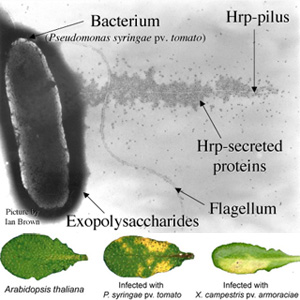 Bacterium
(Pseudomonas syringae pv. tomato)
Hrp-pilus
Hrp-secreted
proteins
Flagellum
Picture by
Ian Brown
Exopolysaccharides
Arabidopsis thaliana
Infected with
P. syringae pv. tomato
Infected with
X. campestris pv. armoraciae